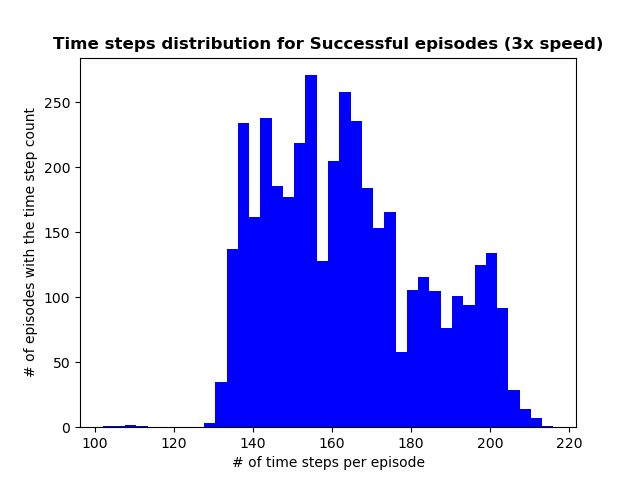 Time steps distribution for Successful episodes (3x speed)
# of episodes with the time step count
250
200
150
100
50
0
100 120 140 160 180 200 220
# of time steps per episode